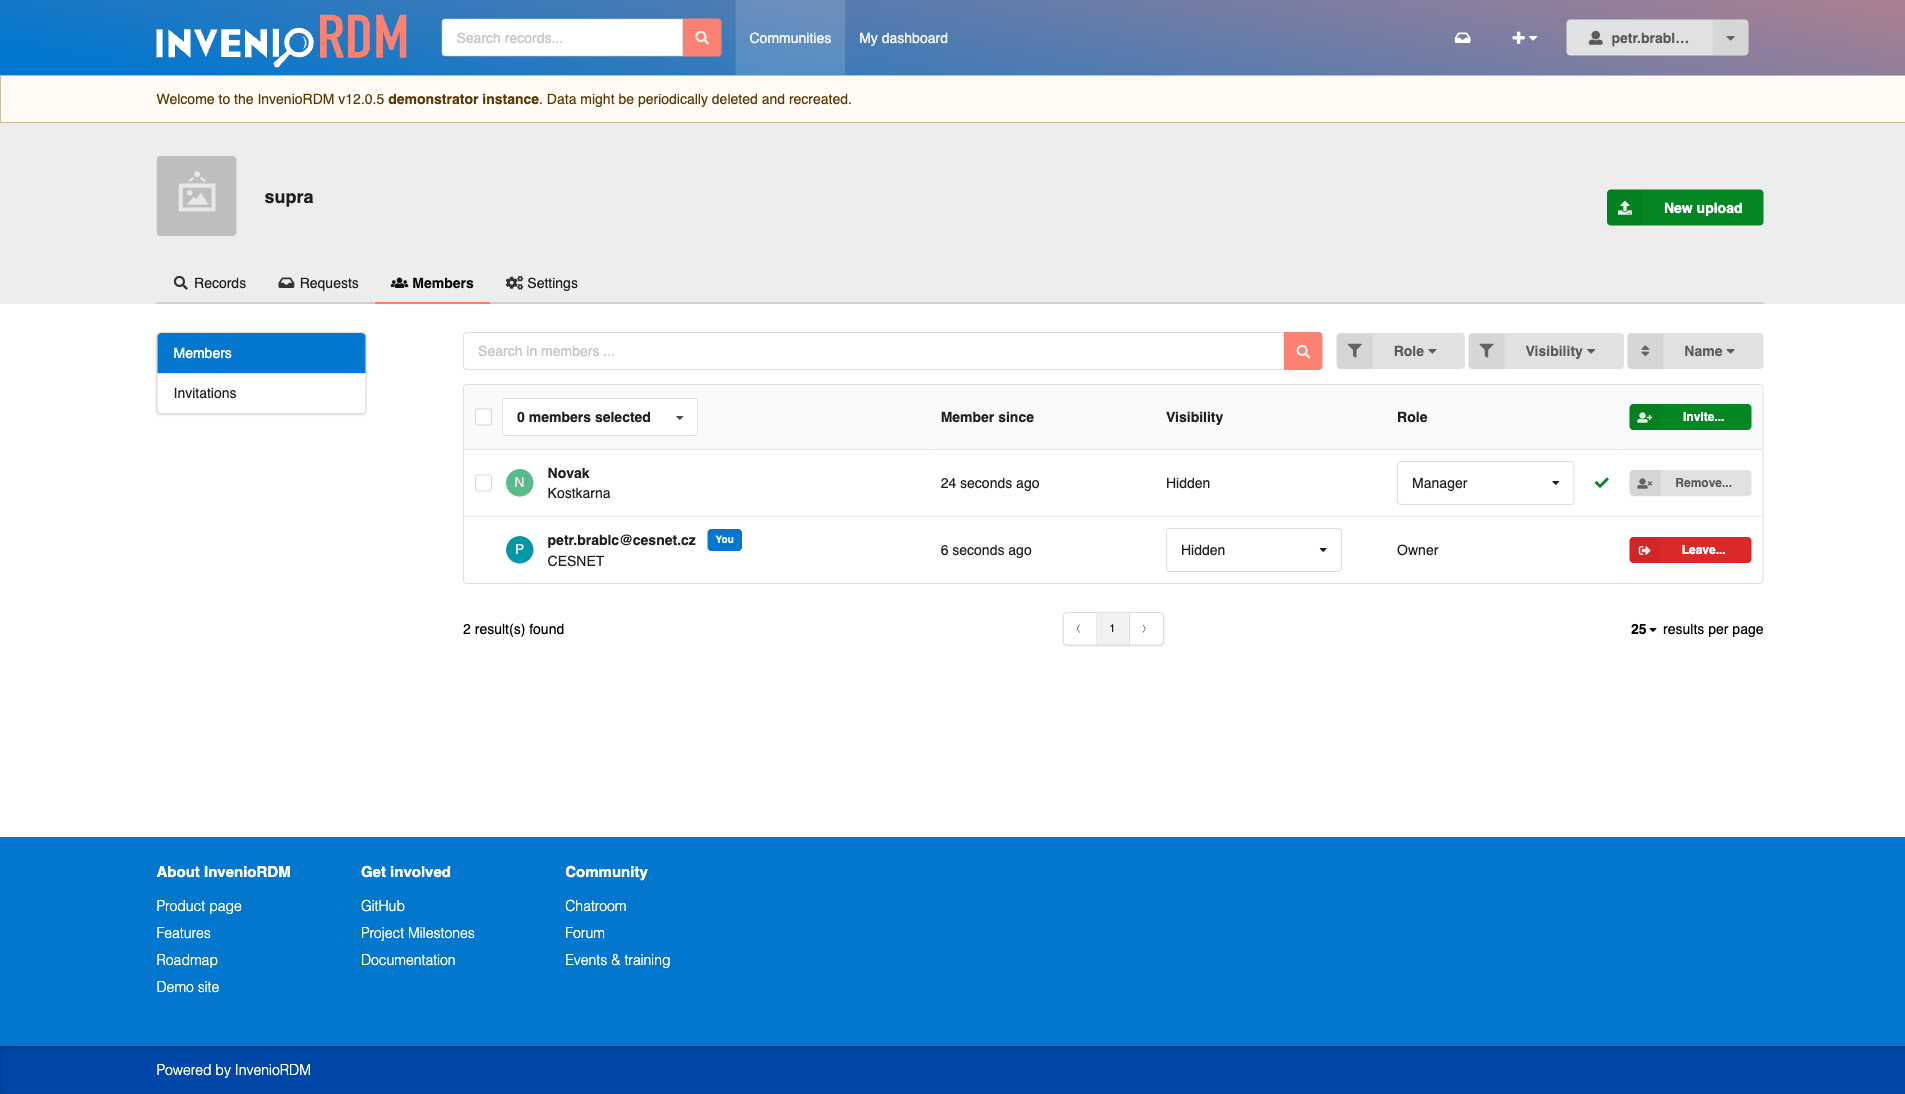 INVENIO RDM
Search records...
Communities
My dashboard
petr.brabl...
Welcome to the InvenioRDM v12.0.5 demonstrator instance. Data might be periodically deleted and recreated.
supra
New upload
Records
Requests
Members
Settings
Members
Invitations
Search in members ...
Role
Visibility
Name
0 members selected
Member since
Visibility
Role
Invite...
N
Novak
Kostkarna
24 seconds ago
Hidden
Manager
Remove...
P
petr.brablc@cesnet.cz
You
CESNET
6 seconds ago
Hidden
Owner
Leave...
2 result(s) found
1
25 results per page
About InvenioRDM
Product page
Features
Roadmap
Demo site
Get involved
GitHub
Project Milestones
Documentation
Community
Chatroom
Forum
Events & training
Powered by InvenioRDM